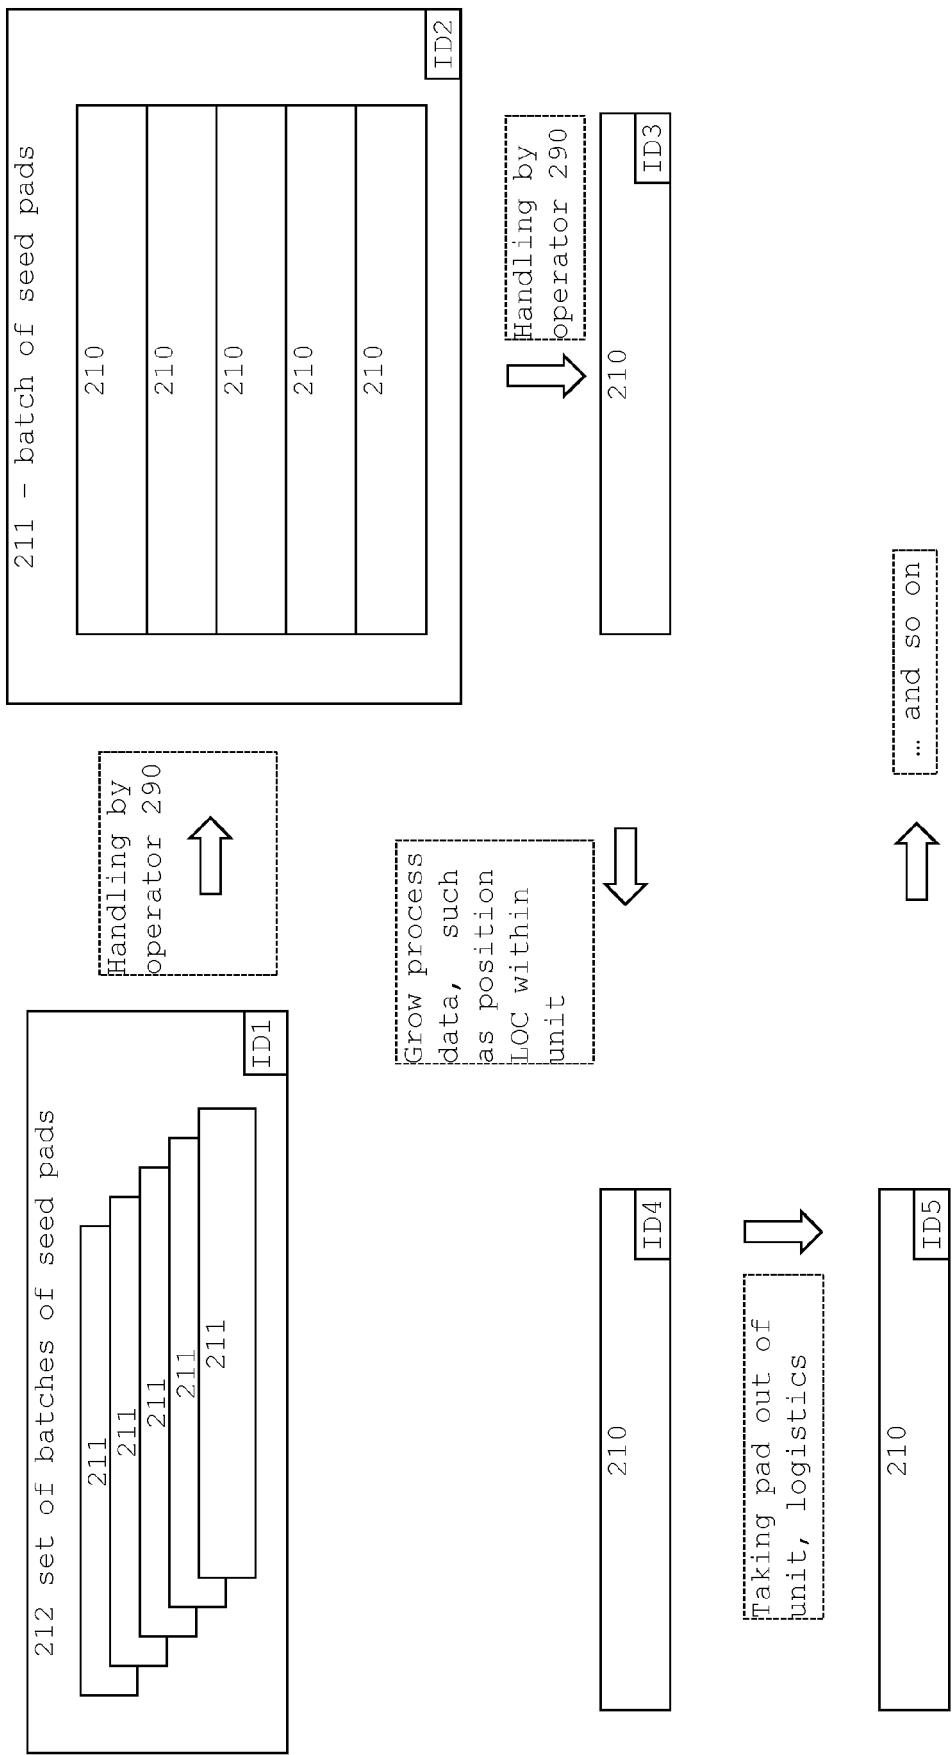 212 set of batches of seed pads
211
211
211
211
211
ID1
Handling by
operator 290
211 - batch of seed pads
210
210
210
210
210
ID2
Handling by
operator 290
210
ID3
Grow process
data, such
as position
LOC within
unit
210
ID4
Taking pad out of
unit, logistics
210
ID5
… and so on